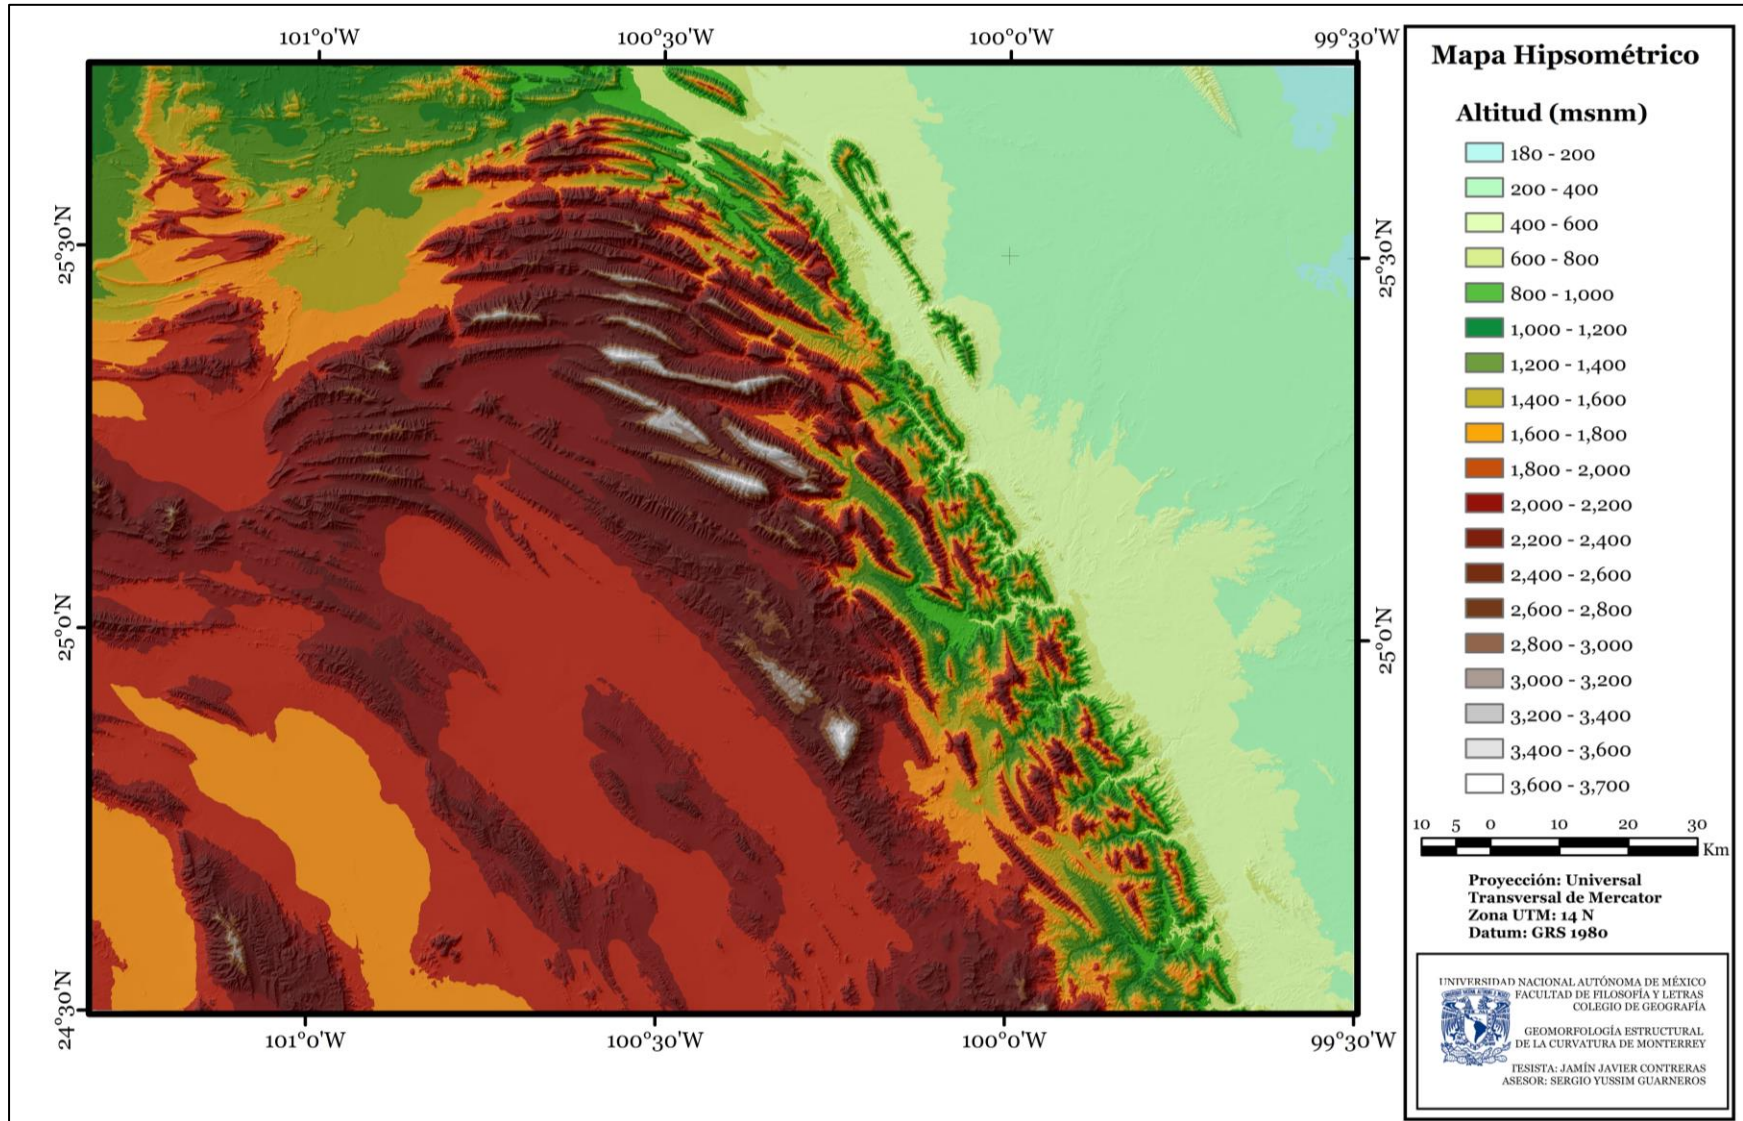 101°0'W
100°30'W
100°0'W
99°30'W
25°30'N
25°0'N
24°30'N
25°30'N
25°0'N
101°0'W
100°30'W
100°0'W
99°30'W
Mapa Hipsométrico
Altitud (msnm)
180 - 200
200 - 400
400 - 600
600 - 800
800 - 1,000
1,000 - 1,200
1,200 - 1,400
1,400 - 1,600
1,600 - 1,800
1,800 - 2,000
2,000 - 2,200
2,200 - 2,400
2,400 - 2,600
2,600 - 2,800
2,800 - 3,000
3,000 - 3,200
3,200 - 3,400
3,400 - 3,600
3,600 - 3,700
10 5 0 10 20 30
Km
Proyección: Universal
Transversal de Mercator
Zona UTM: 14 N
Datum: GRS 1980
UNIVERSIDAD NACIONAL AUTÓNOMA DE MÉXICO
FACULTAD DE FILOSOFÍA Y LETRAS
COLEGIO DE GEOGRAFÍA
GEOMORFOLOGÍA ESTRUCTURAL
DE LA CURVATURA DE MONTERREY
TESISTA: JAMÍN JAVIER CONTRERAS
ASESOR: SERGIO YUSSIM GUARNEROS